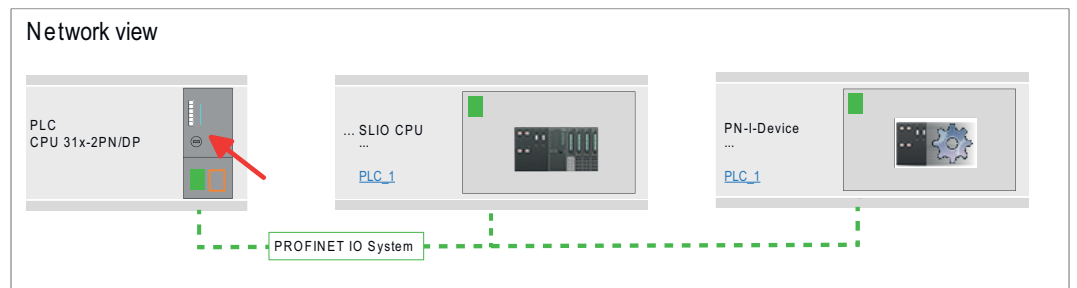 Network view
PLC
CPU 31x-2PN/DP
... SLIO CPU
...
PLC_1
PN-I-Device
...
PLC_1
PROFINET IO System